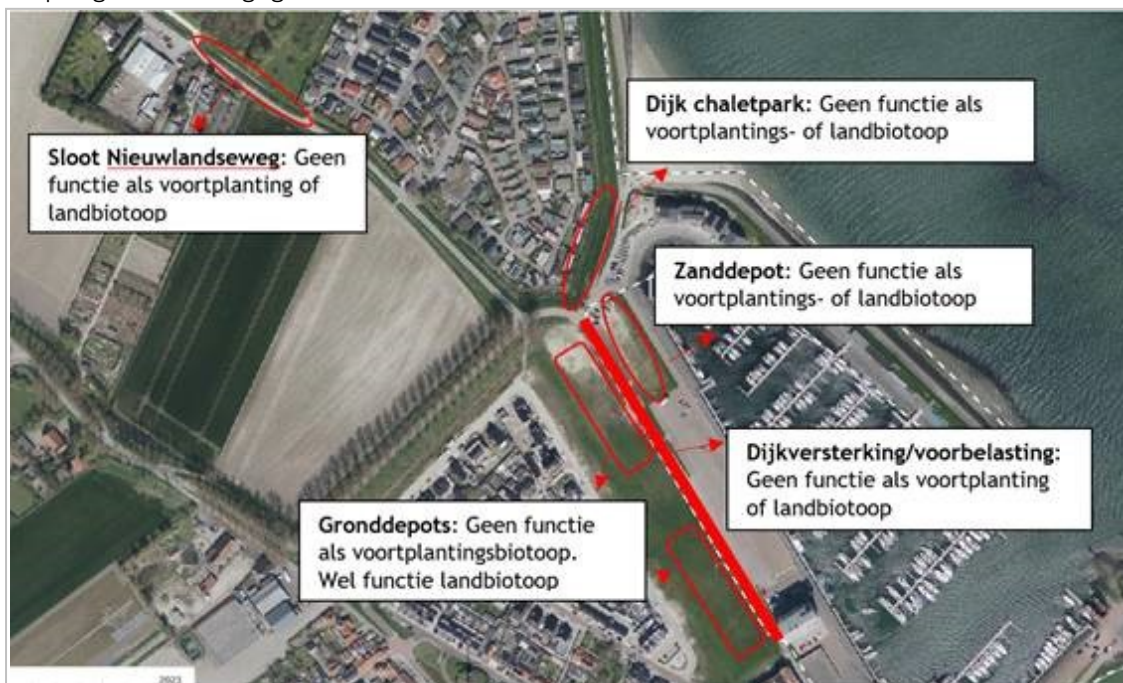 Dijk chaletpark: Geen functie als
voortplantings- of landbiotoop
Sloot Nieuwlandseweg: Geen
functie als voortplanting of
landbiotoop
Zanddepot: Geen functie als
voortplantings- of landbiotoop
Dijkversterking/voorbelasting:
Geen functie als voortplanting
of landbiotoop
Gronddepots: Geen functie
als voortplantingsbiotoop.
Wel functie landbiotoop
2023